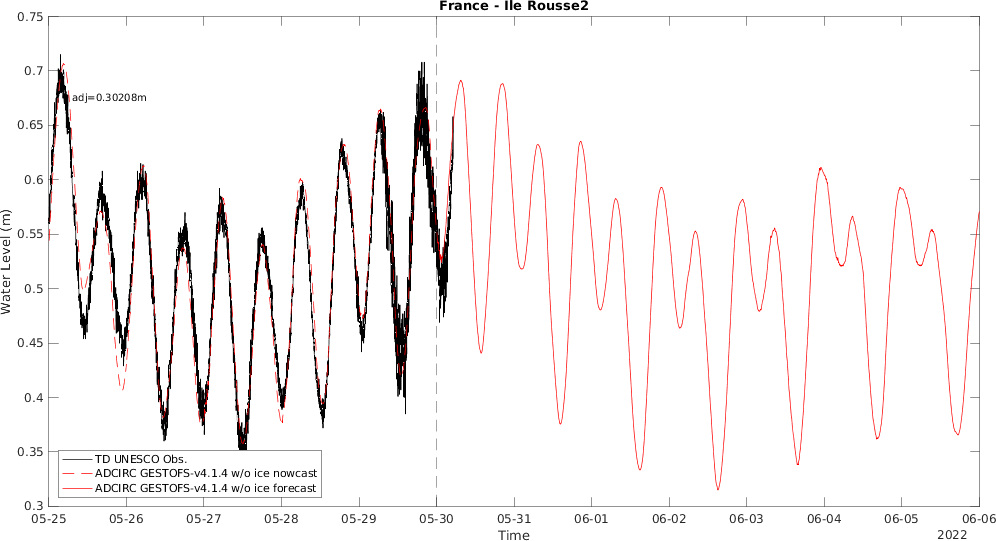 France - Ile Rousse2
0.75
0.7
0.65
0.6
0.55
0.5
0.45
0.4
0.35
0.3
Water Level (m)
adj=0.30208m
TD UNESCO Obs.
ADCIRC GESTOFS-v4.1.4 w/o ice nowcast
ADCIRC GESTOFS-v4.1.4 w/o ice forecast
05-25 05-26 05-27 05-28 05-29 05-30 05-31 06-01 06-02 06-03 06-04 06-05 06-06
Time
2022